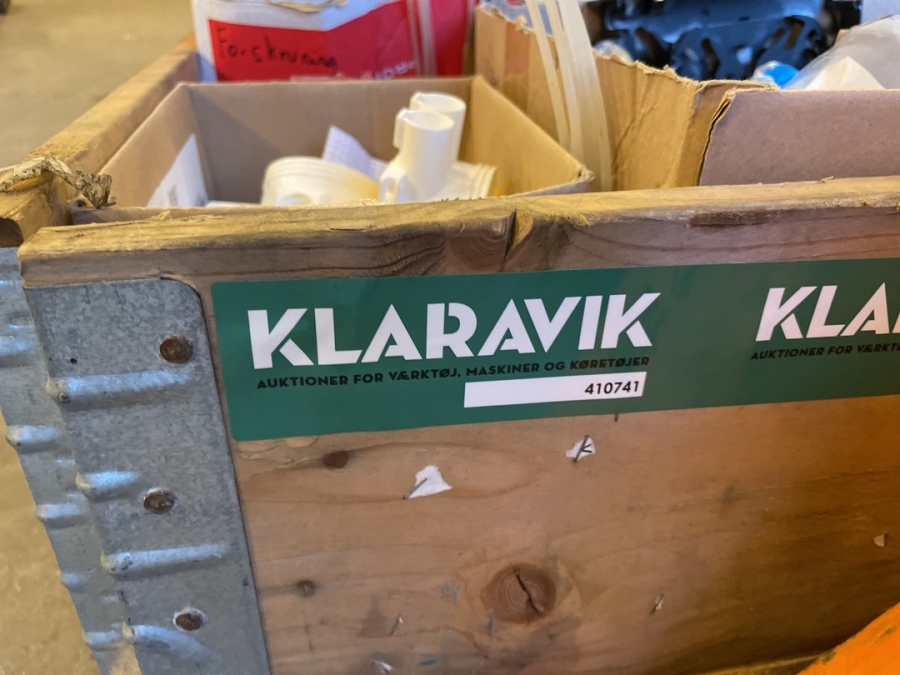 Forskruning
KLARAVIK
AUKTIONER FOR VÆRKTØJ, MASKINER OG KØRETØJER
410741
KLA
AUKTIONER FOR VÆRKT